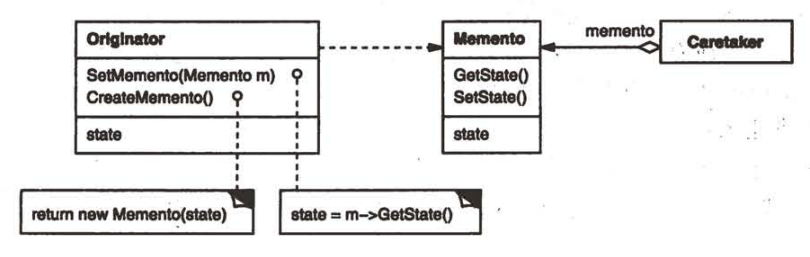 Originator
SetMemento(Memento m)
CreateMemento()
state
Memento
GetState()
SetState()
state
memento
Caretaker
return new Memento(state)
state = m->GetState()